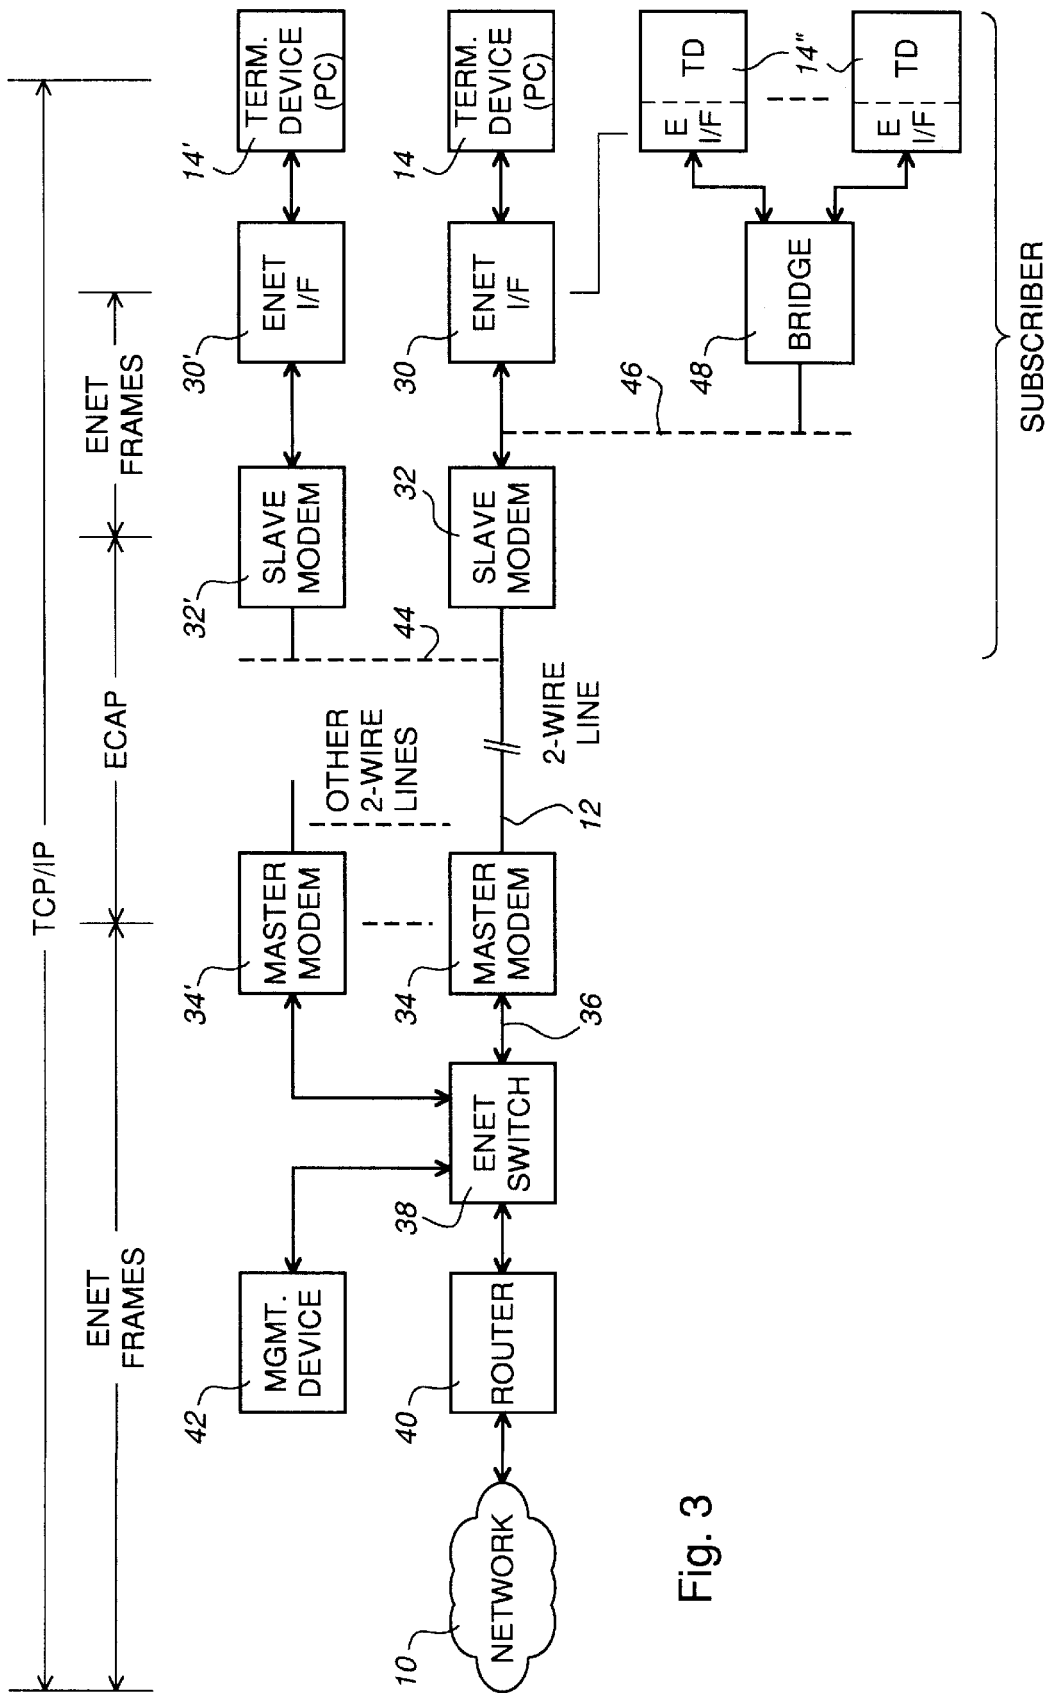 TCP/IP
ENET
FRAMES
ECAP
ENET
FRAMES
42
MGMT.
DEVICE
34'
MASTER
MODEM
OTHER
2-WIRE
LINES
32'
SLAVE
MODEM
30'
ENET
I/F
14'
TERM.
DEVICE
(PC)
10
NETWORK
40
ROUTER
38
ENET
SWITCH
36
34
MASTER
MODEM
12
2-WIRE
LINE
44
32
SLAVE
MODEM
30
ENET
I/F
14
TERM.
DEVICE
(PC)
46
48
BRIDGE
E
I/F
TD
14"
E
I/F
TD
SUBSCRIBER
Fig. 3